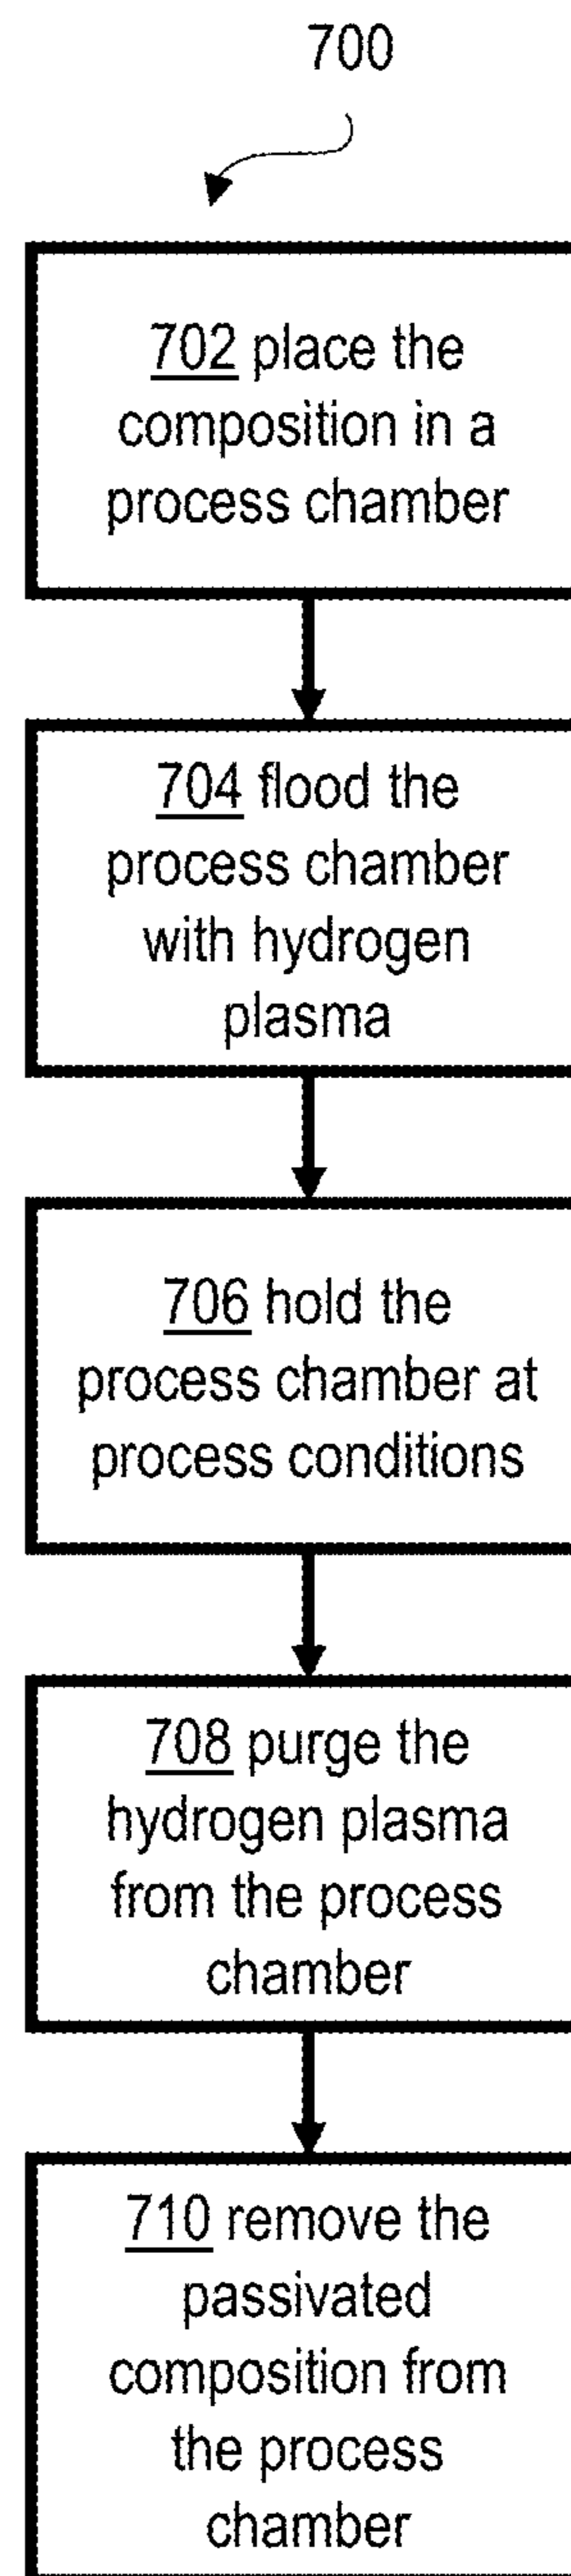 700
702 place the
composition in a
process chamber
704 flood the
process chamber
with hydrogen
plasma
706 hold the
process chamber at
process conditions
708 purge the
hydrogen plasma
from the process
chamber
710 remove the
passivated
composition from
the process
chamber